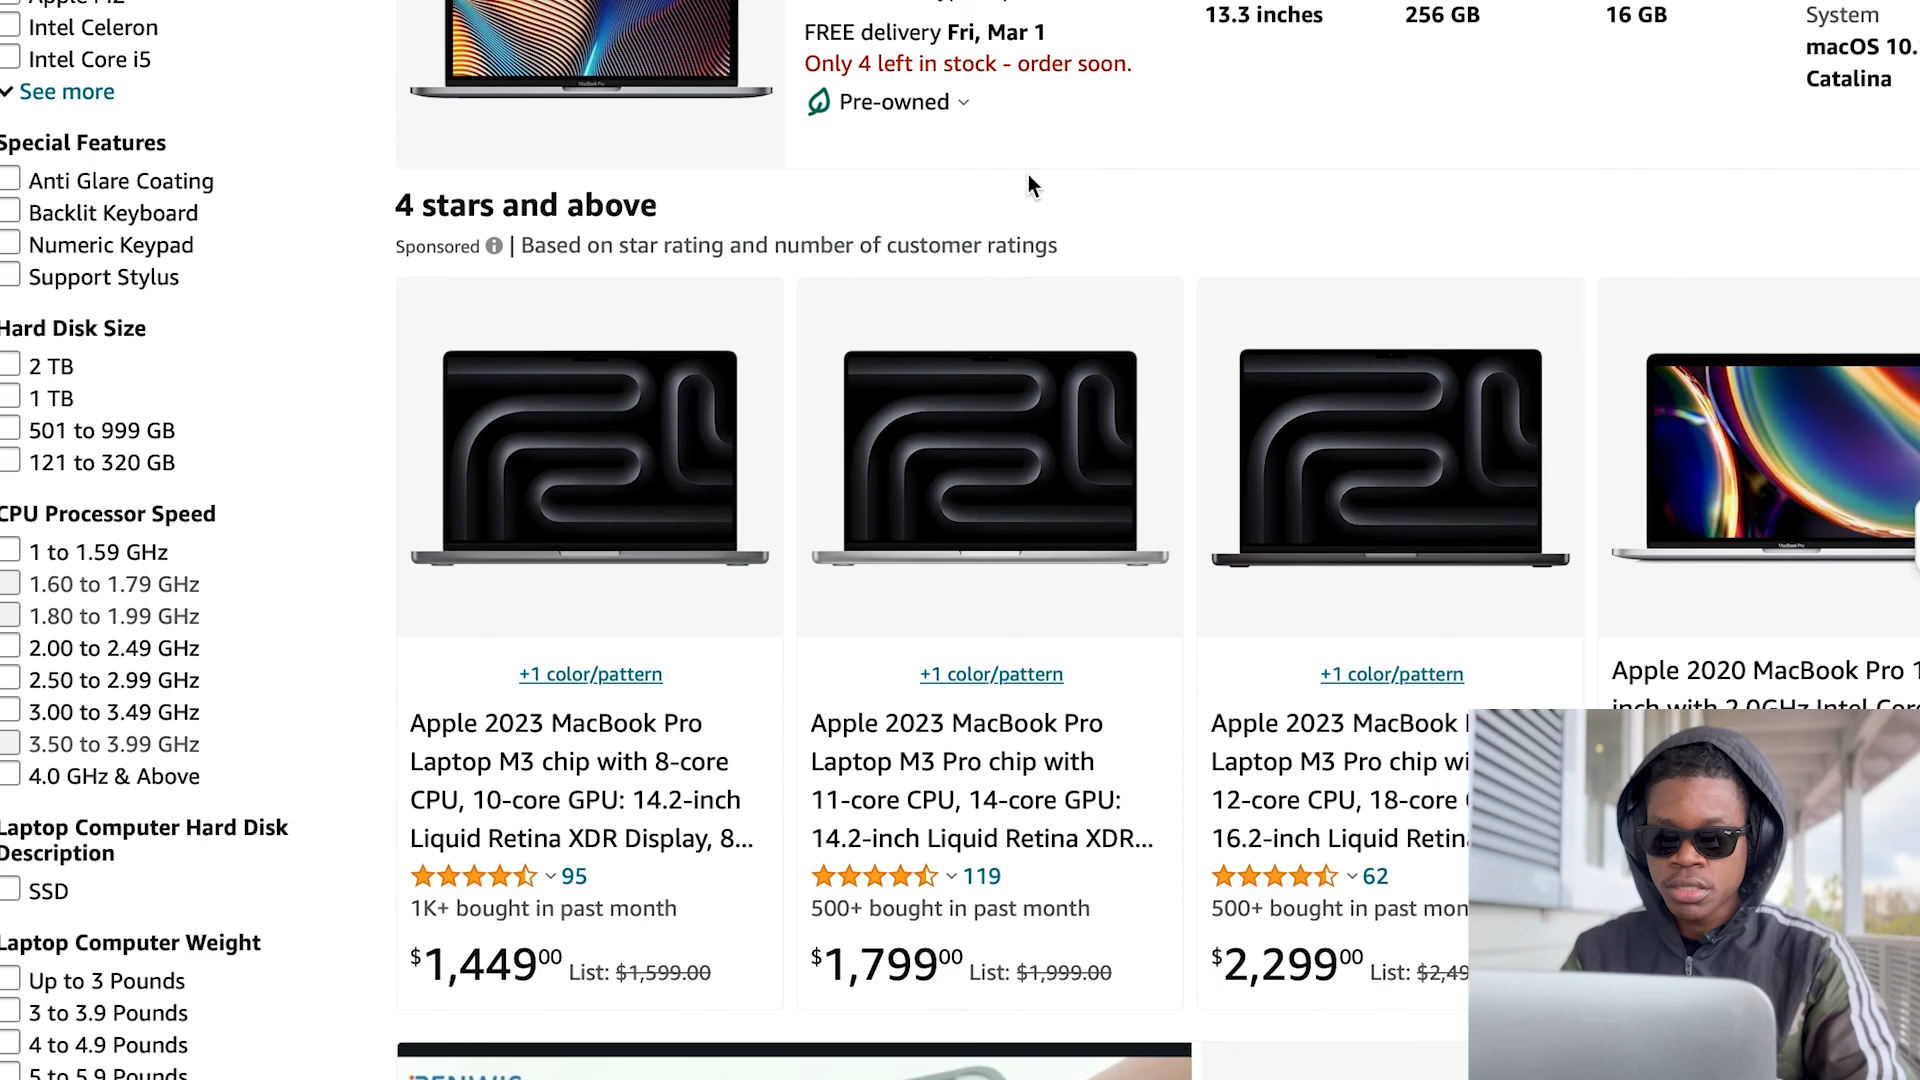 Intel Celeron
Intel Core i5
See more
Special Features
Anti Glare Coating
Backlit Keyboard
Numeric Keypad
Support Stylus
Hard Disk Size
2 TB
1 TB
501 to 999 GB
121 to 320 GB
CPU Processor Speed
1 to 1.59 GHz
1.60 to 1.79 GHz
1.80 to 1.99 GHz
2.00 to 2.49 GHz
2.50 to 2.99 GHz
3.00 to 3.49 GHz
3.50 to 3.99 GHz
4.0 GHz & Above
Laptop Computer Hard Disk
Description
SSD
Laptop Computer Weight
Up to 3 Pounds
3 to 3.9 Pounds
4 to 4.9 Pounds
5 to 5.9 Pounds
MacBook Pro
FREE delivery Fri, Mar 1
Only 4 left in stock - order soon.
Pre-owned
13.3 inches
256 GB
16 GB
System
macOS 10.
Catalina
4 stars and above
Sponsored | Based on star rating and number of customer ratings
+1 color/pattern
Apple 2023 MacBook Pro
Laptop M3 chip with 8-core
CPU, 10-core GPU: 14.2-inch
Liquid Retina XDR Display, 8...
95
1K+ bought in past month
$1,449.00 List: $1,599.00
+1 color/pattern
Apple 2023 MacBook Pro
Laptop M3 Pro chip with
11-core CPU, 14-core GPU:
14.2-inch Liquid Retina XDR...
119
500+ bought in past month
$1,799.00 List: $1,999.00
+1 color/pattern
Apple 2023 MacBook
Laptop M3 Pro chip wi
12-core CPU, 18-core
16.2-inch Liquid Retin
62
500+ bought in past mon
$2,299.00 List: $2,49
MacBook Pro
Apple 2020 MacBook Pro 1
inch with 2.0GHz Intel Cor